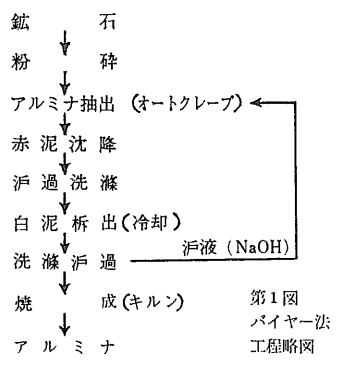 鉱石
粉砕
アルミナ抽出(オートクレーブ)
赤泥沈降
沪過洗滌
白泥析出(冷却)
沪液(NaOH)
洗滌沪過
焼成(キルン)
アルミナ
第1図
バイヤー法
工程略図